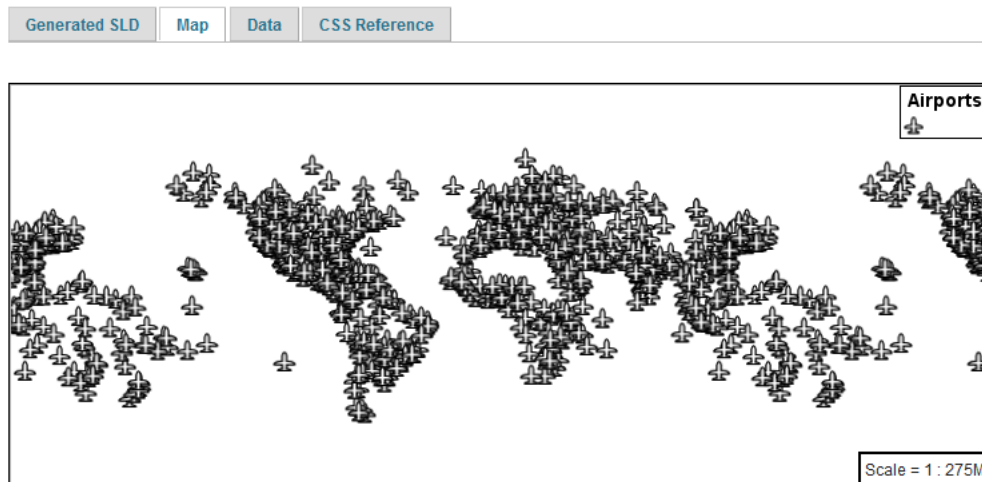 Generated SLD Map Data CSS Reference
Airports
Scale = 1 : 275M